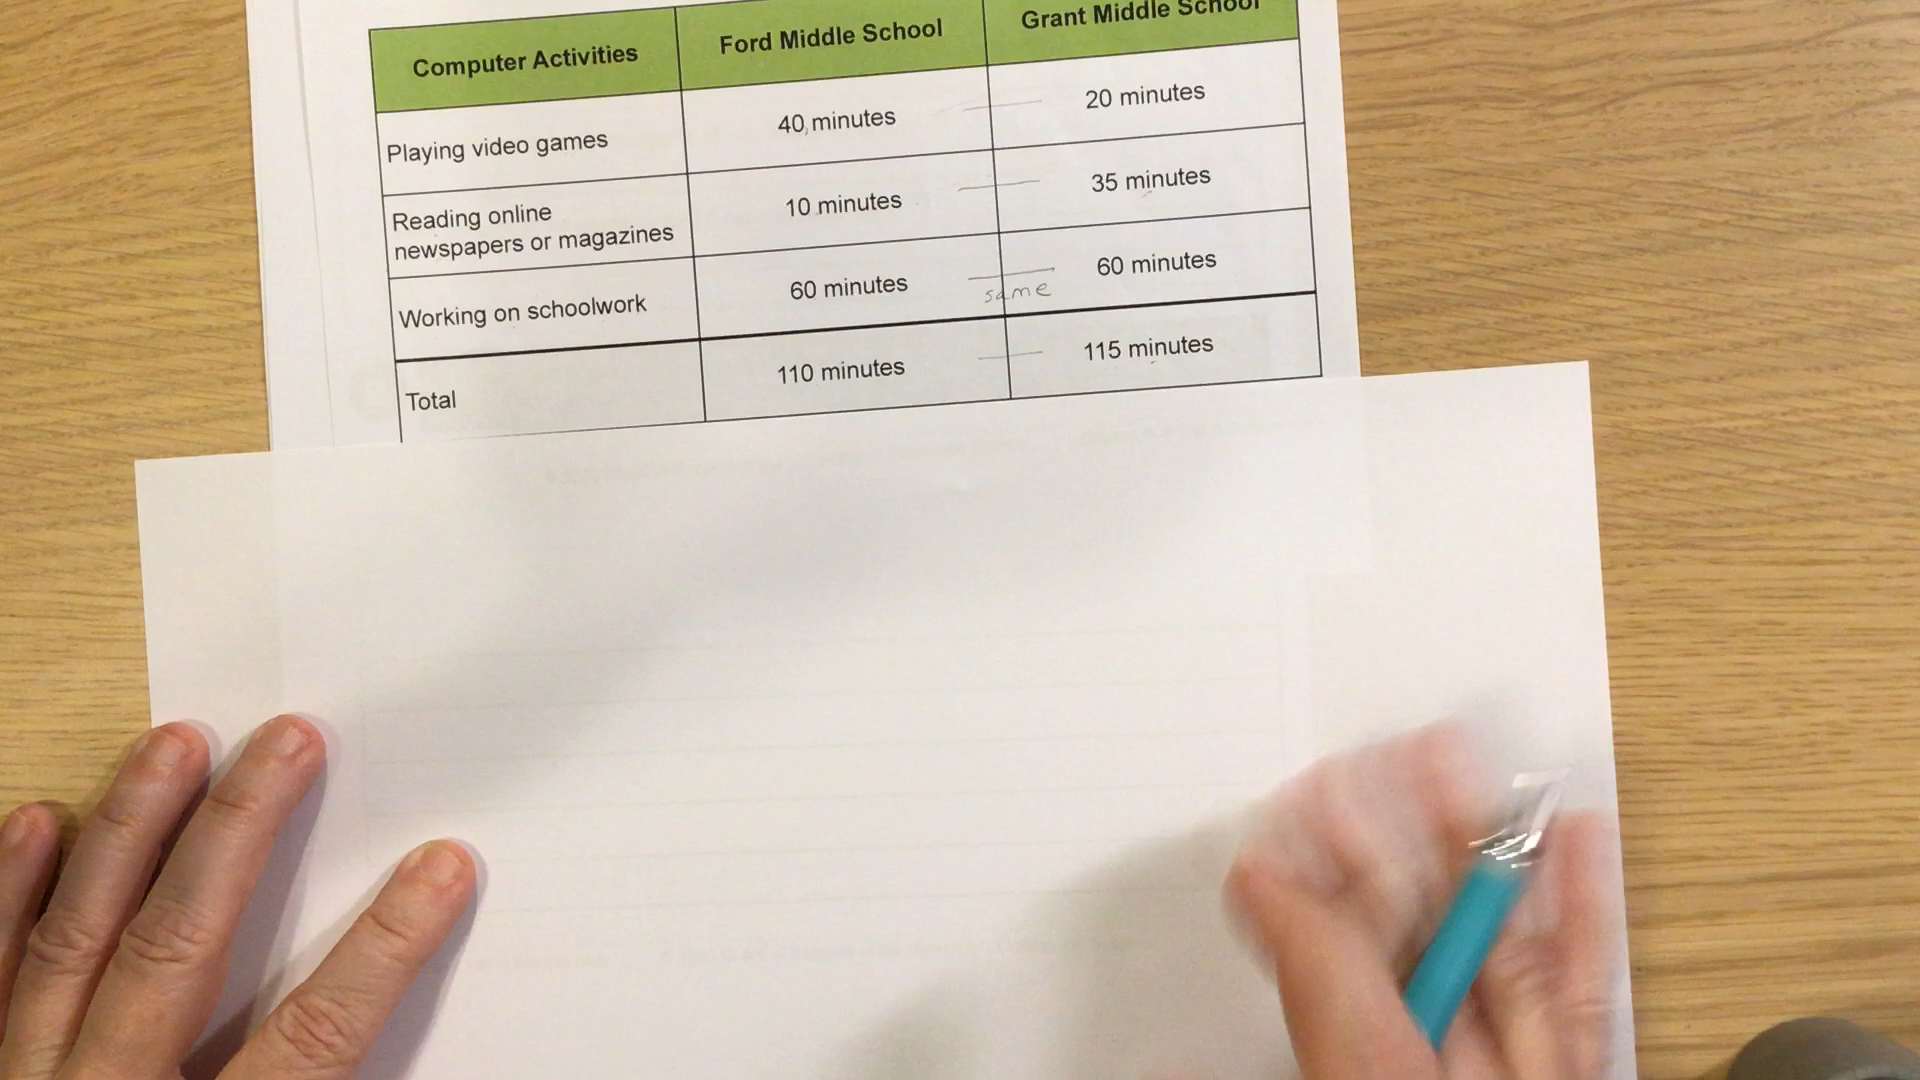 Computer Activities Ford Middle School Grant Middle School
Playing video games 40 minutes 20 minutes
Reading online
newspapers or magazines 10 minutes 35 minutes
Working on schoolwork 60 minutes 60 minutes
same
Total 110 minutes 115 minutes